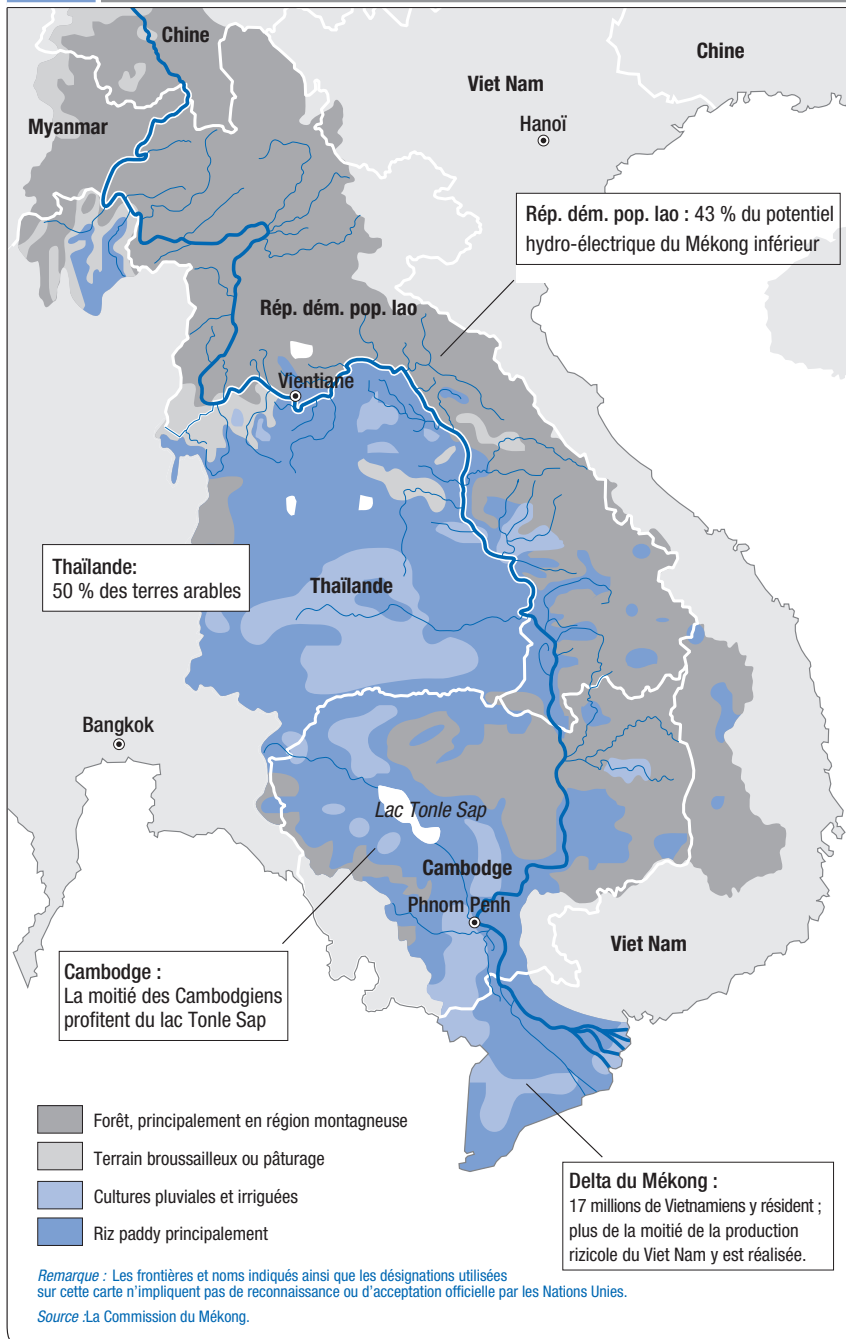 Chine
Chine
Viet Nam
Myanmar
Hanoï
Rép. dém. pop. lao : 43 % du potentiel
hydro-électrique du Mékong inférieur
Rép. dém. pop. lao
Vientiane
Thaïlande:
50 % des terres arables
Thaïlande
Bangkok
Lac Tonle Sap
Cambodge
Phnom Penh
Viet Nam
Cambodge :
La moitié des Cambodgiens
profitent du lac Tonle Sap
Forêt, principalement en région montagneuse
Terrain broussailleux ou pâturage
Cultures pluviales et irriguées
Riz paddy principalement
Delta du Mékong :
17 millions de Vietnamiens y résident ;
plus de la moitié de la production
rizicole du Viet Nam y est réalisée.
Remarque : Les frontières et noms indiqués ainsi que les désignations utilisées
sur cette carte n'impliquent pas de reconnaissance ou d'acceptation officielle par les Nations Unies.
Source :La Commission du Mékong.